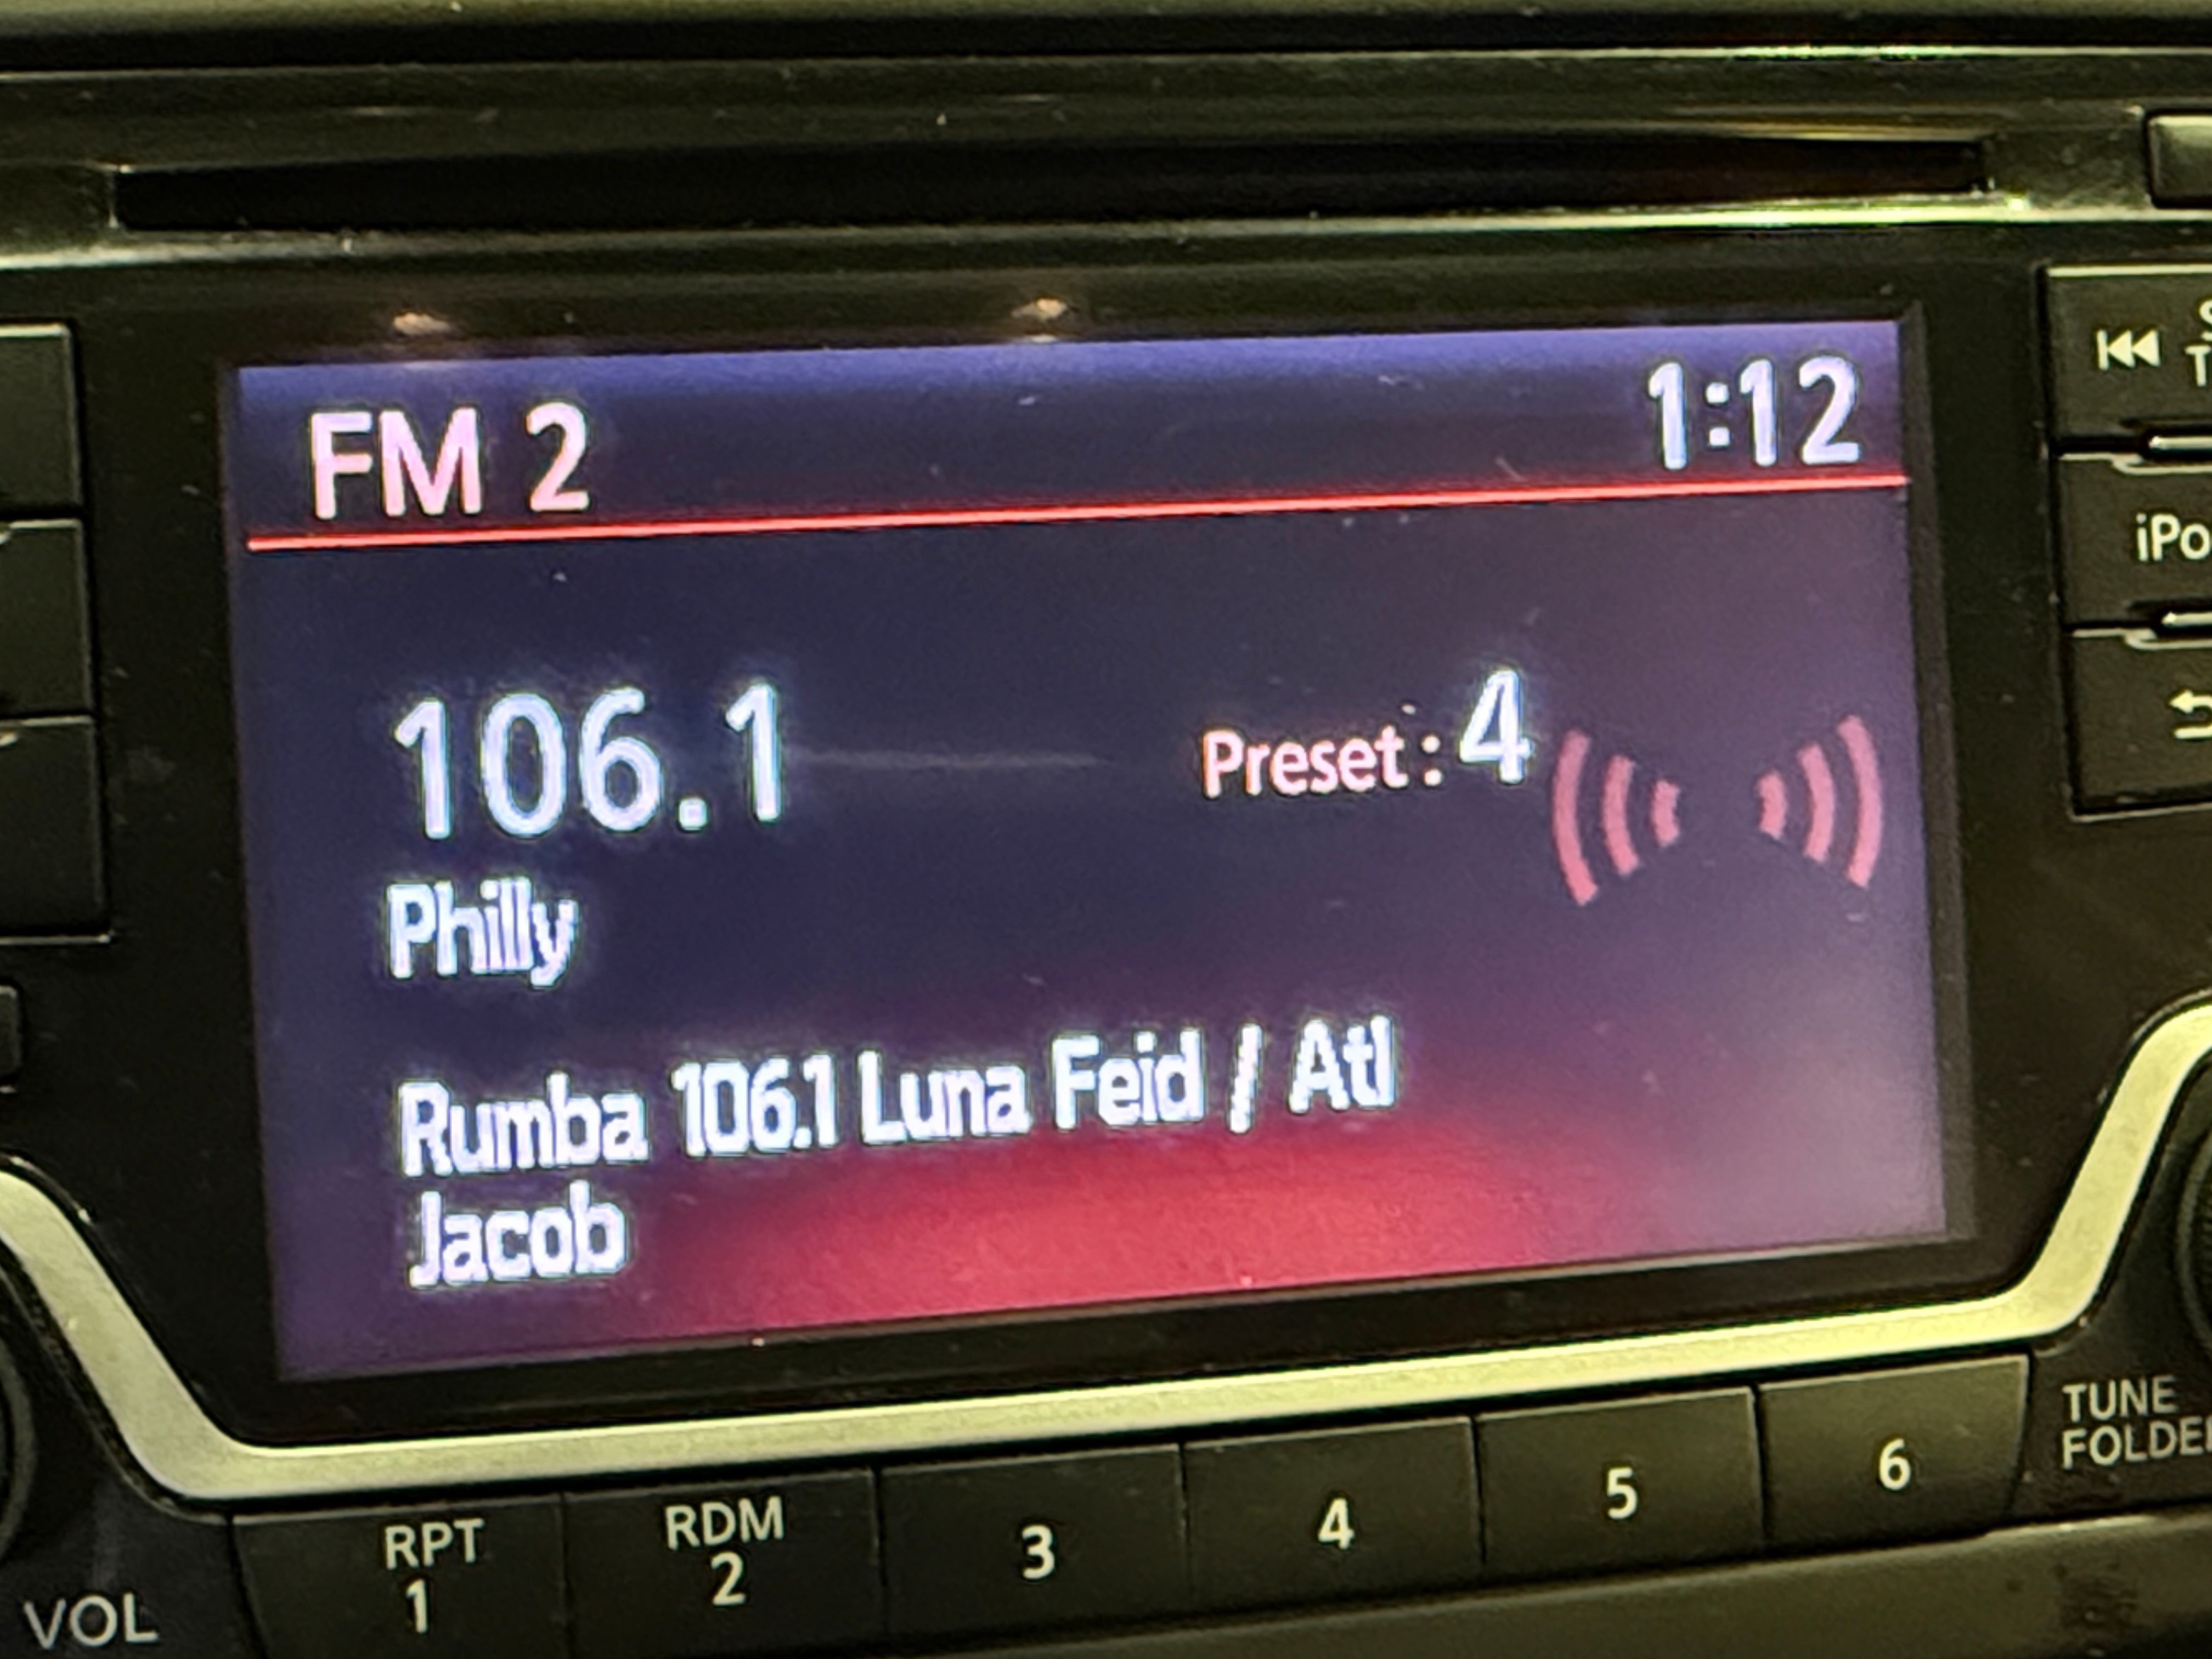 FM 2 1:12
106.1 Preset : 4
Philly
Rumba 106.1 Luna Feid / Atl
Jacob
iPo
RPT
1
RDM
2
3
4
5
6
VOL
TUNE
FOLDE